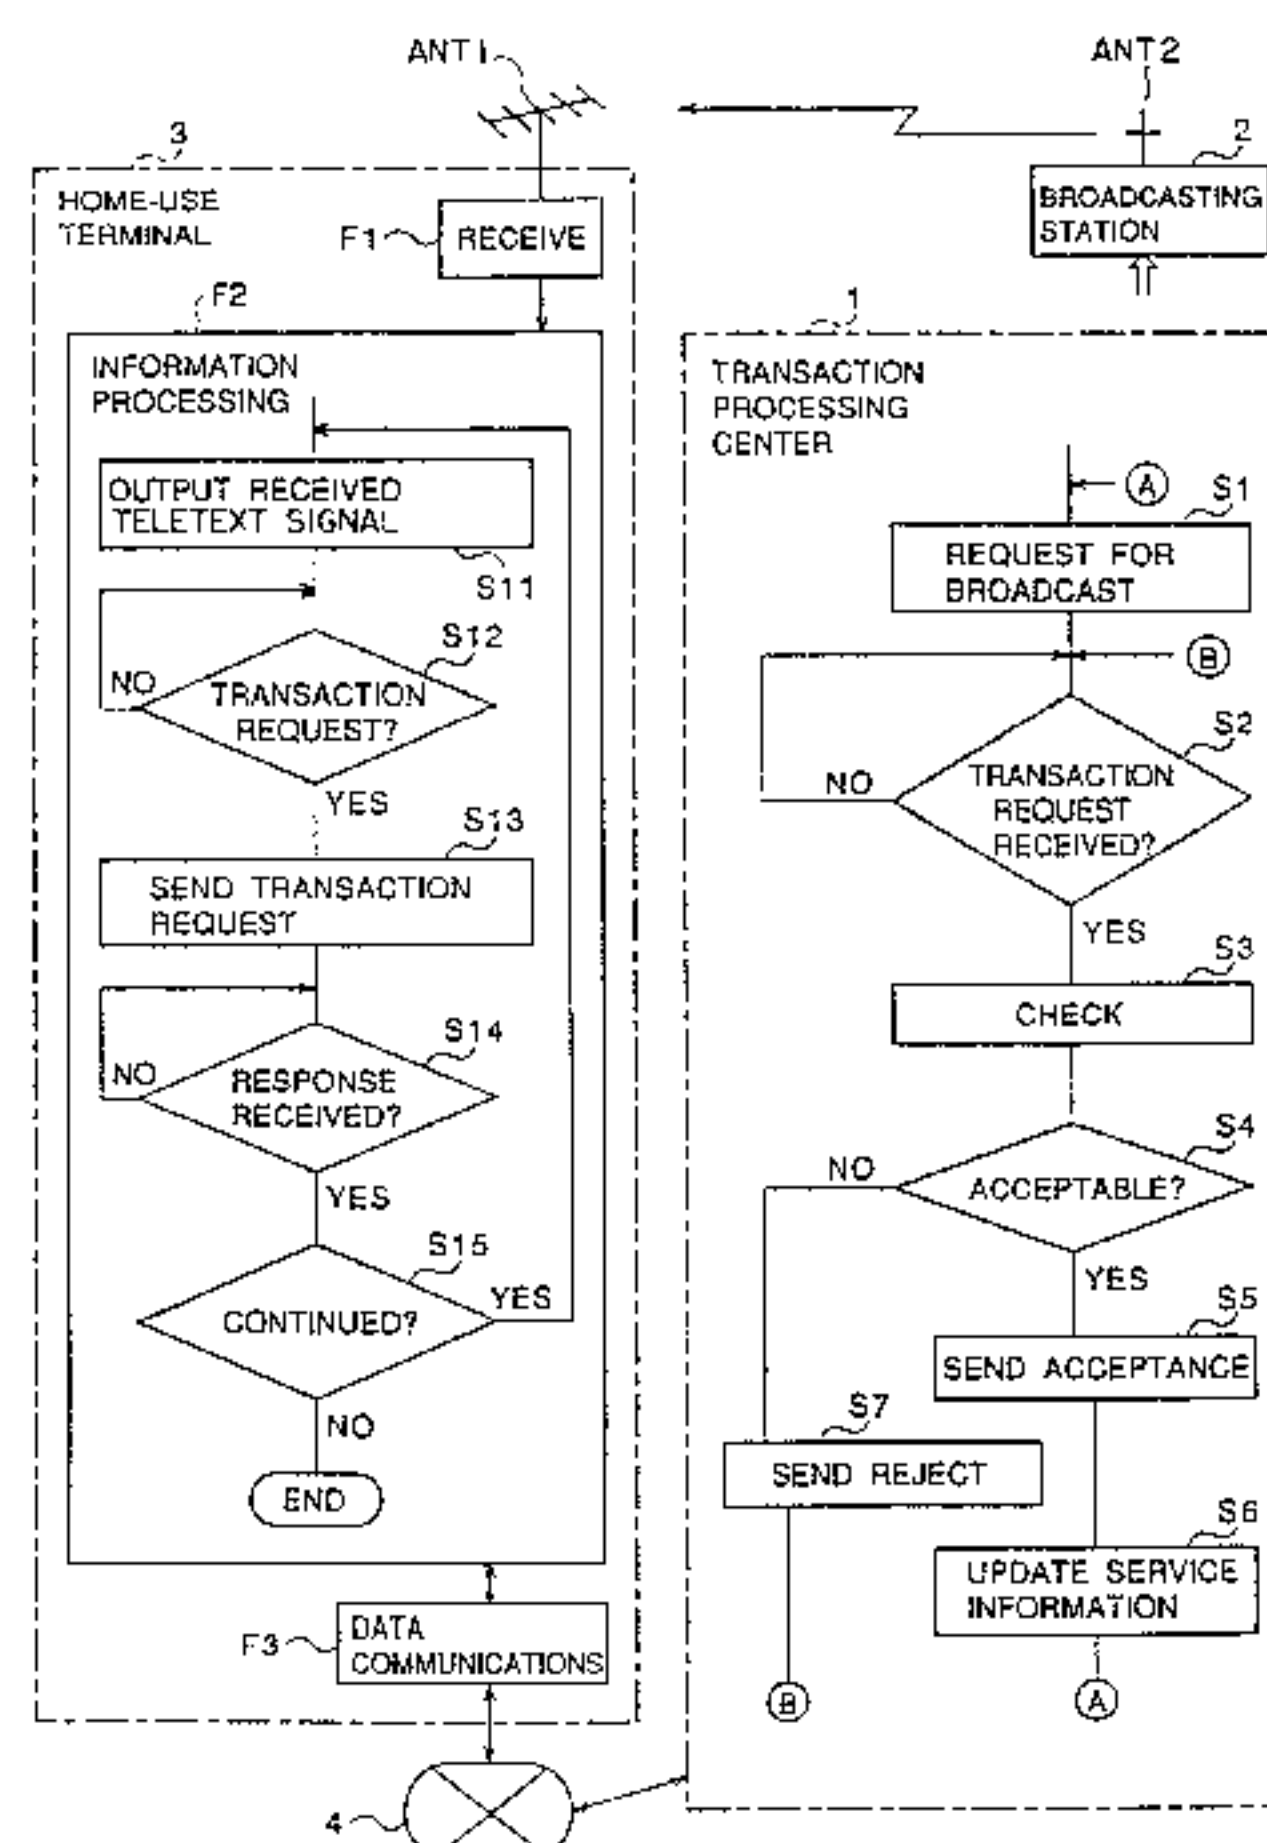 ANT1
ANT2
3
2
HOME-USE
TERMINAL
F1
RECEIVE
BROADCASTING
STATION
F2
1
INFORMATION
PROCESSING
TRANSACTION
PROCESSING
CENTER
OUTPUT RECEIVED
TELETEXT SIGNAL
S11
A
S1
REQUEST FOR
BROADCAST
S12
NO
TRANSACTION
REQUEST?
YES
B
S2
NO
TRANSACTION
REQUEST
RECEIVED?
YES
S13
SEND TRANSACTION
REQUEST
S3
CHECK
S14
NO
RESPONSE
RECEIVED?
YES
S4
NO
ACCEPTABLE?
YES
S15
CONTINUED?
YES
NO
END
S5
SEND ACCEPTANCE
S7
SEND REJECT
S6
UPDATE SERVICE
INFORMATION
F3
DATA
COMMUNICATIONS
B
A
4